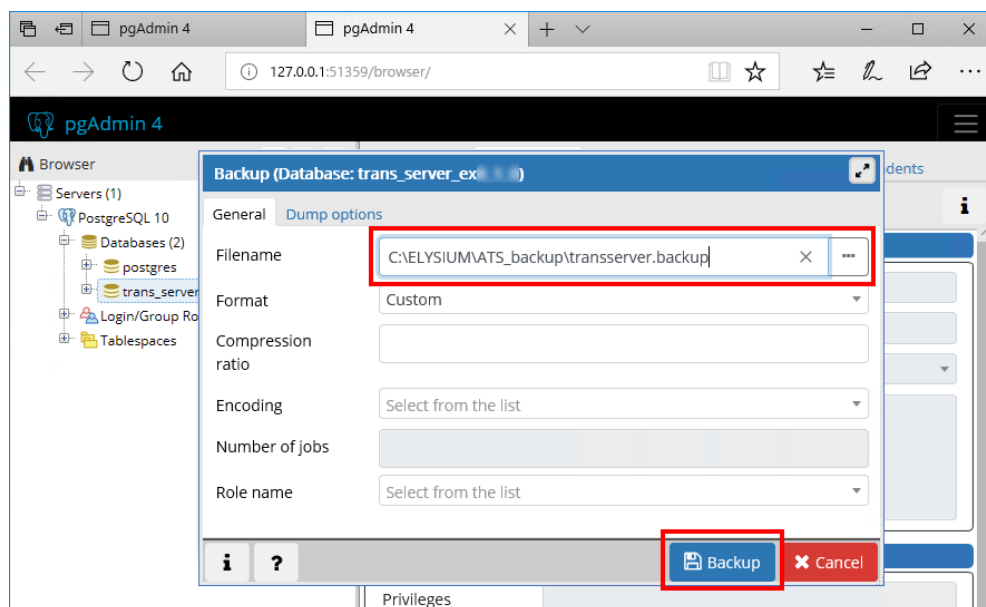 pgAdmin 4
pgAdmin 4
127.0.0.1:51359/browser/
pgAdmin 4
Browser
Servers (1)
PostgreSQL 10
Databases (2)
postgres
trans_server
Login/Group Ro
Tablespaces
dents
i
Backup (Database: trans_server_ex )
General
Dump options
Filename
C:\ELYSIUM\ATS_backup\transserver.backup
Format
Custom
Compression
ratio
Encoding
Select from the list
Number of jobs
Role name
Select from the list
i
?
Backup
Cancel
Privileges